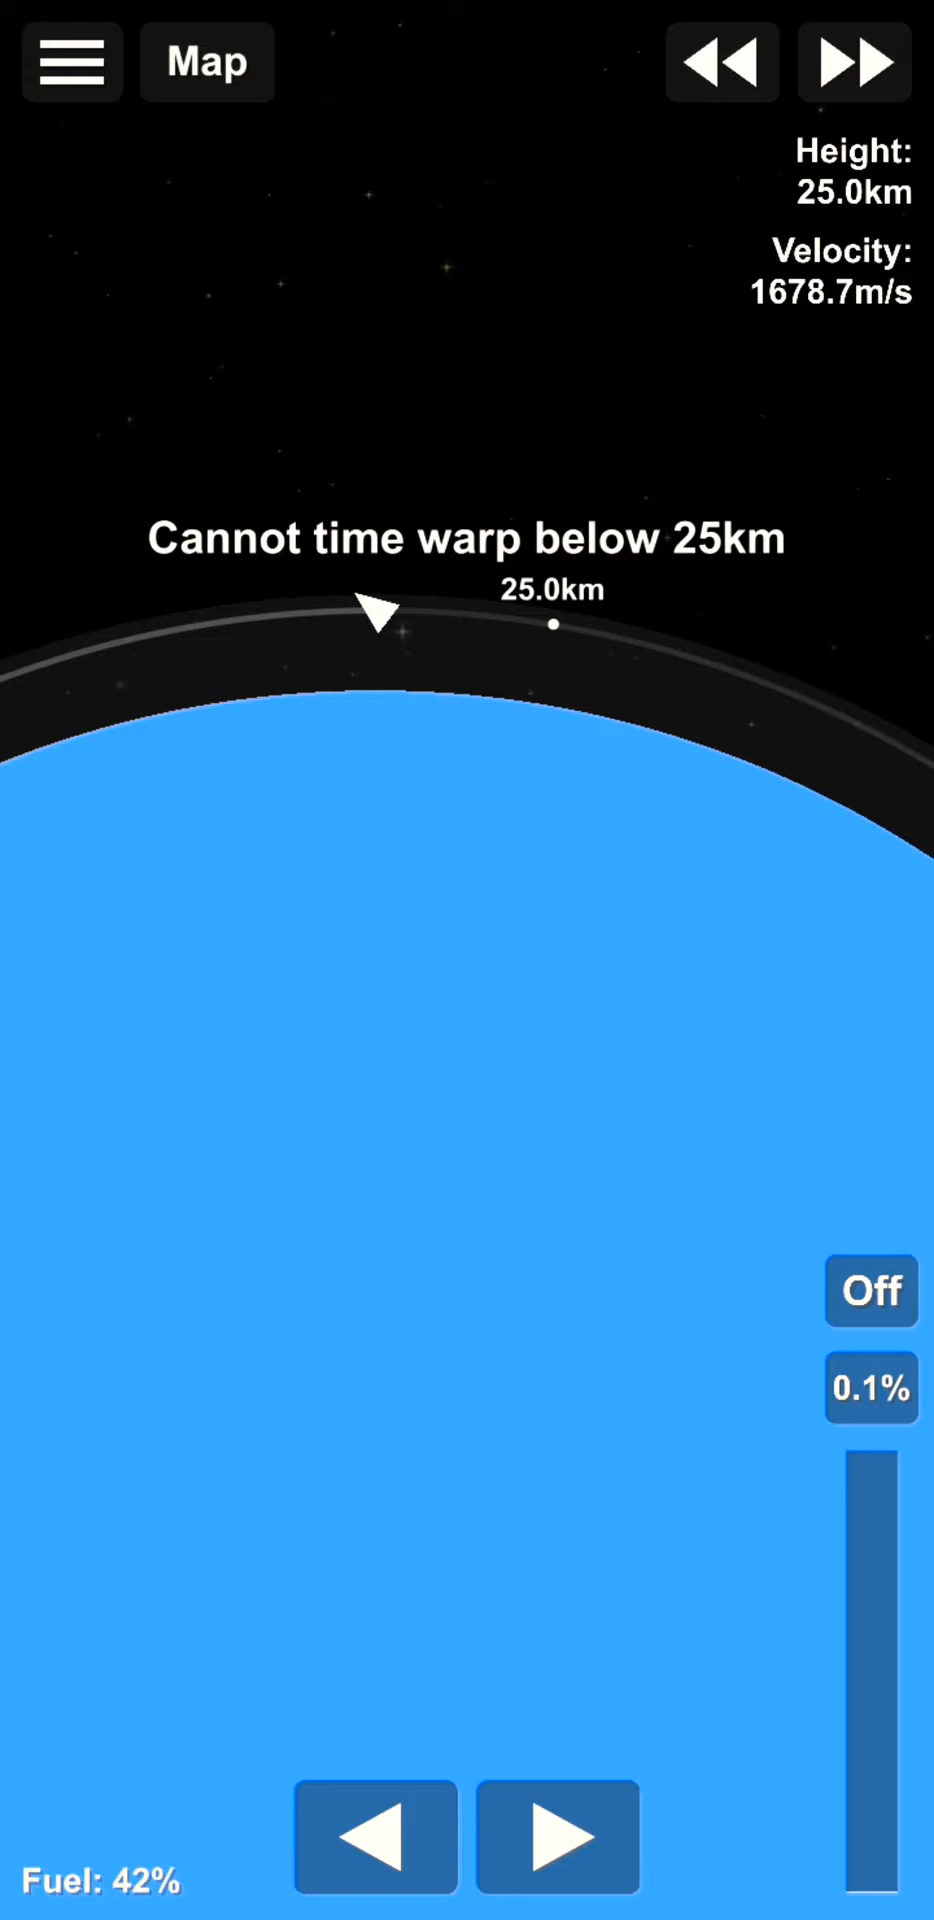 Map
Height:
25.0km
Velocity:
1678.7m/s
Cannot time warp below 25km
25.0km
Off
0.1%
Fuel: 42%